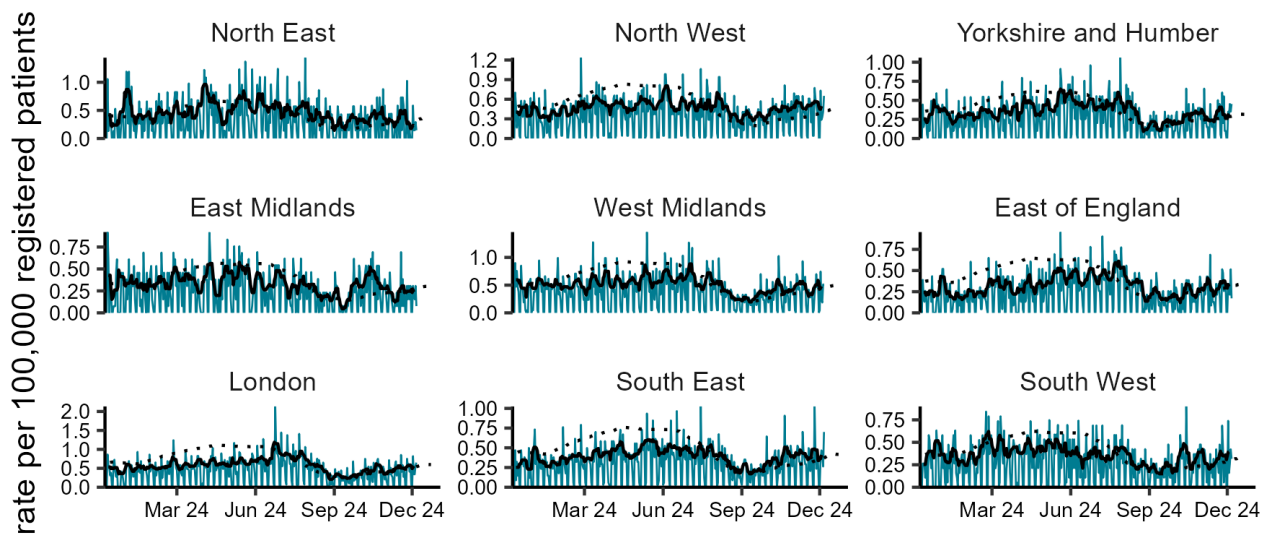 rate per 100,000 registered patients
North East
1.0
0.5
0.0
North West
1.2
0.9
0.6
0.3
0.0
Yorkshire and Humber
1.00
0.75
0.50
0.25
0.00
East Midlands
0.75
0.50
0.25
0.00
West Midlands
1.0
0.5
0.0
East of England
0.75
0.50
0.25
0.00
London
2.0
1.5
1.0
0.5
0.0
South East
1.00
0.75
0.50
0.25
0.00
South West
0.75
0.50
0.25
0.00
Mar 24 Jun 24 Sep 24 Dec 24
Mar 24 Jun 24 Sep 24 Dec 24
Mar 24 Jun 24 Sep 24 Dec 24